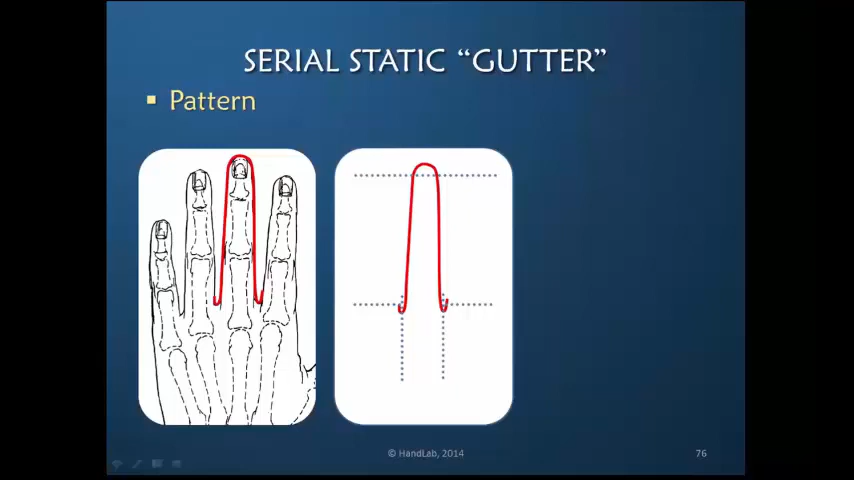 SERIAL STATIC “GUTTER”
Pattern
© HandLab, 2014
76